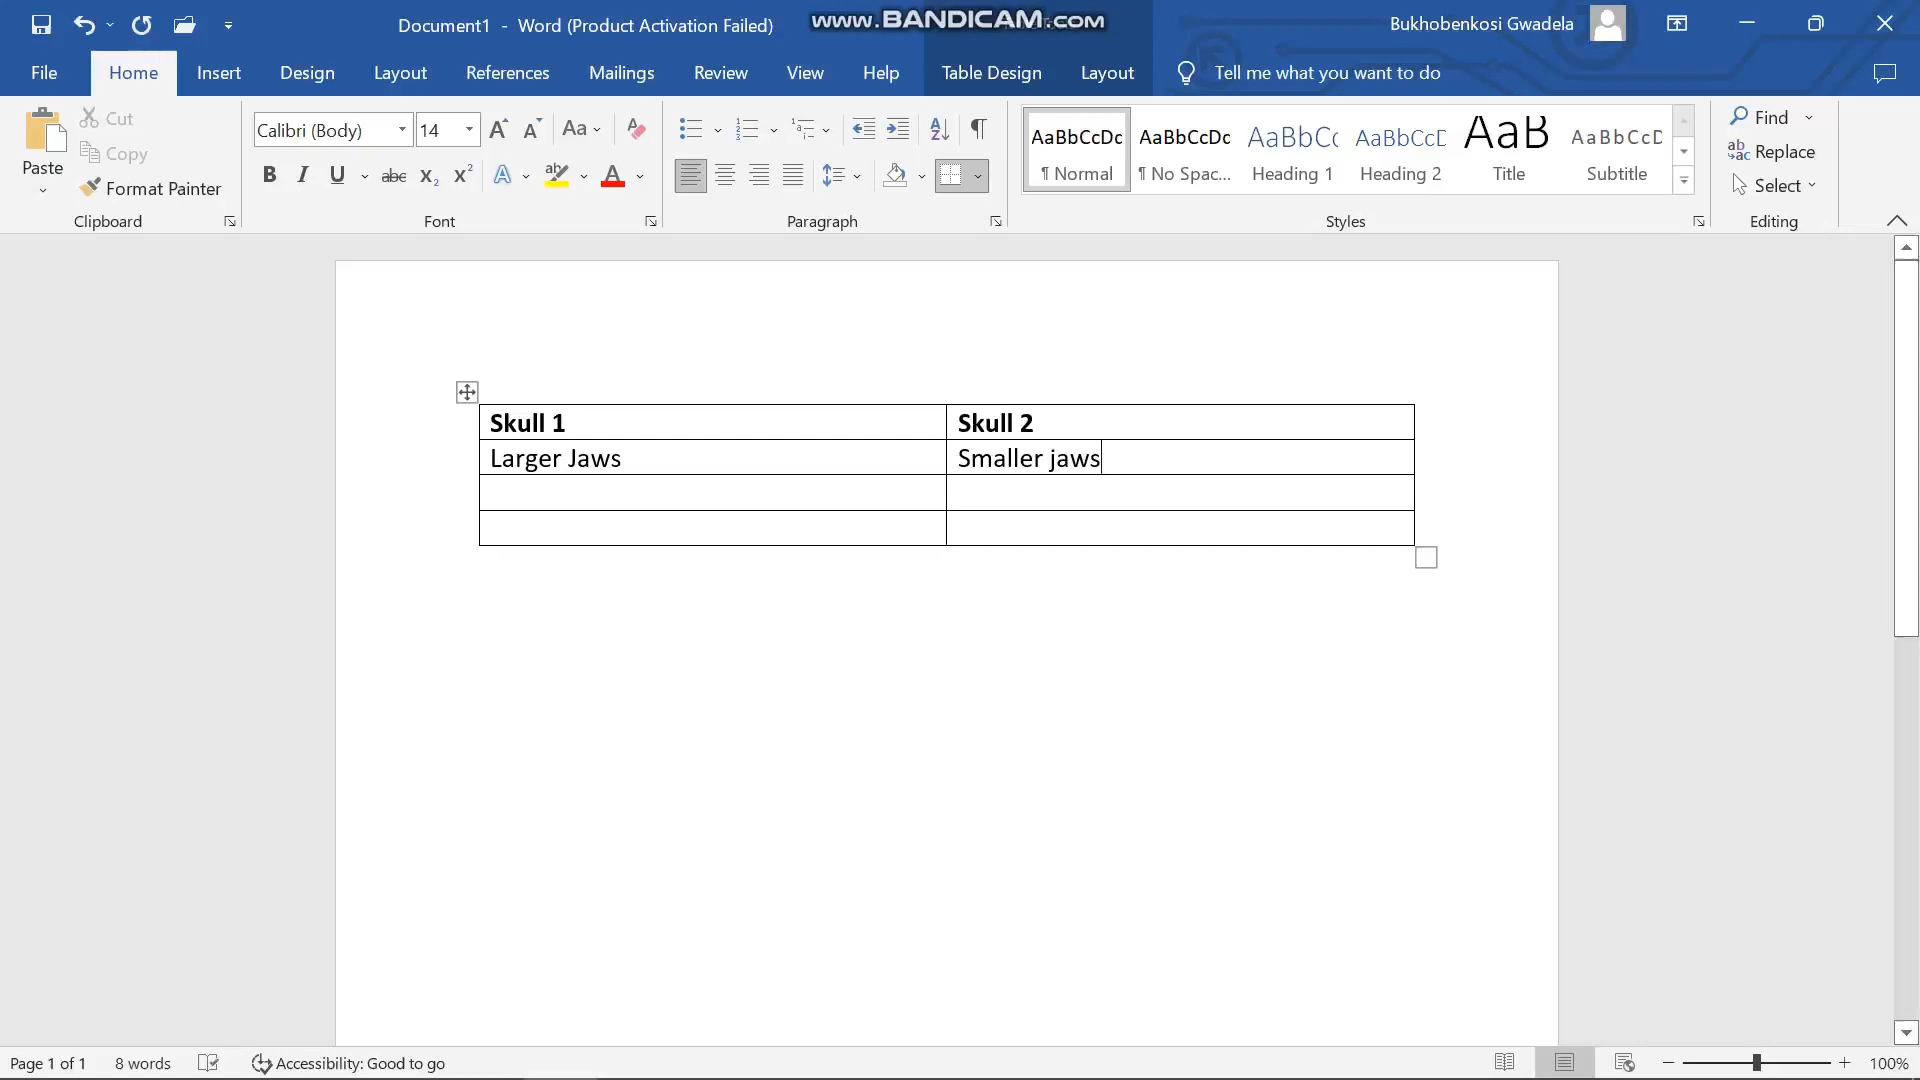 Document1 - Word (Product Activation Failed)
www.BANDICAM.com
Bukhobenkosi Gwadela
File Home Insert Design Layout References Mailings Review View Help Table Design Layout Tell me what you want to do
Paste
Cut
Copy
Format Painter
Clipboard
Calibri (Body) 14
Font
Paragraph
AaBbCcDc AaBbCcDc AaBbCc AaBbCcD AaB AaBbCcD
¶ Normal ¶ No Spac... Heading 1 Heading 2 Title Subtitle
Styles
Find
Replace
Select
Editing
Skull 1 Skull 2
Larger Jaws Smaller jaws
Page 1 of 1 8 words Accessibility: Good to go 100%